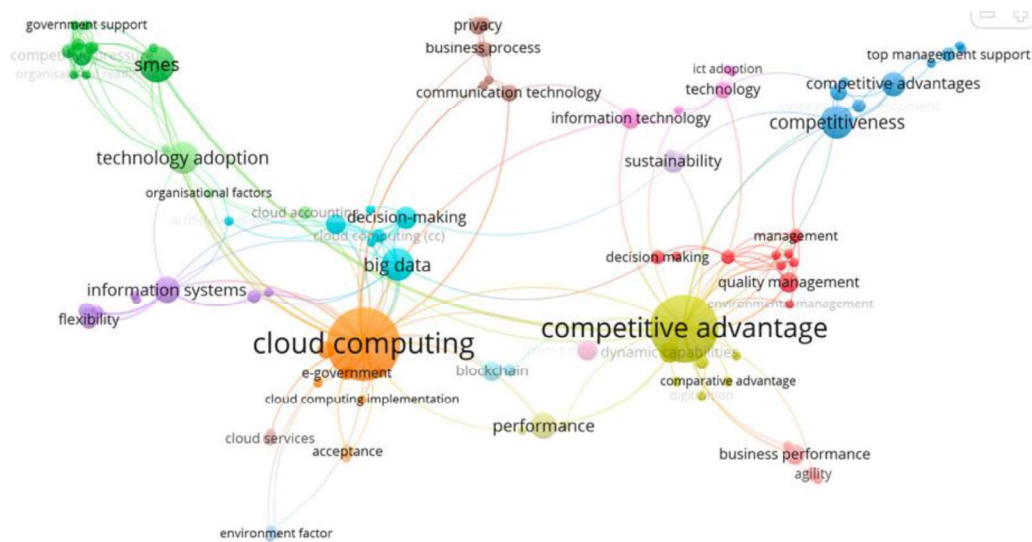 government support
privacy
business process
top management support
competitive pressure
smes
ict adoption
competitive advantages
technology
communication technology
information technology
competitiveness
technology adoption
sustainability
organisational factors
cloud accounting
decision-making
cloud computing (cc)
management
decision making
big data
quality management
information systems
environmental management
flexibility
competitive advantage
cloud computing
dynamic capabilities
e-government
blockchain
comparative advantage
cloud computing implementation
performance
cloud services
acceptance
business performance
agility
environment factor